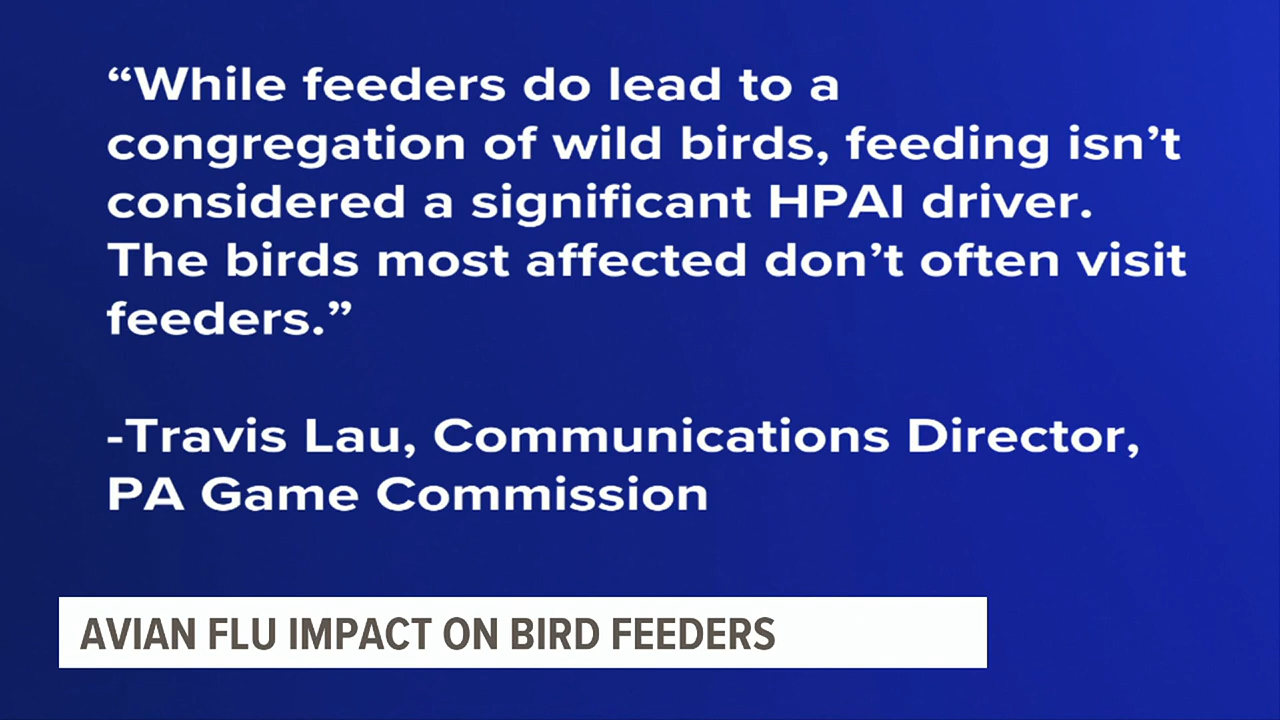 “While feeders do lead to a
congregation of wild birds, feeding isn’t
considered a significant HPAI driver.
The birds most affected don’t often visit
feeders.”
-Travis Lau, Communications Director,
PA Game Commission
AVIAN FLU IMPACT ON BIRD FEEDERS